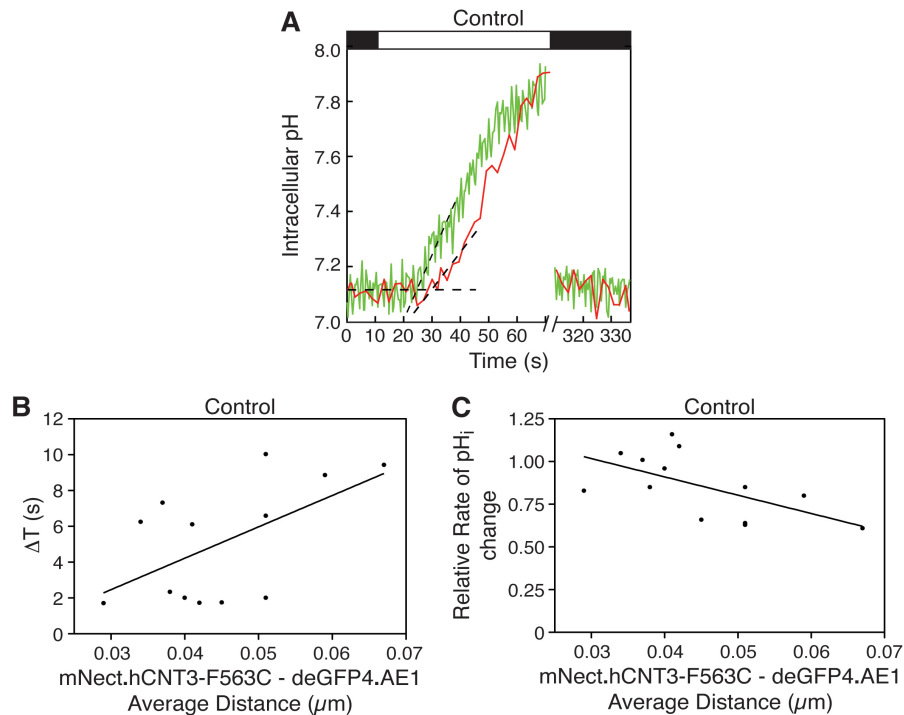 Control
A
8.0
7.8
7.6
7.4
7.2
7.0
Intracellular pH
0 10 20 30 40 50 60 320 330
Time (s)
B
Control
12
10
8
6
4
2
0
ΔT (s)
0.03 0.04 0.05 0.06 0.07
mNect.hCNT3-F563C - deGFP4.AE1
Average Distance (µm)
C
Control
1.25
1.00
0.75
0.50
0.25
0
Relative Rate of pHi
change
0.03 0.04 0.05 0.06 0.07
mNect.hCNT3-F563C - deGFP4.AE1
Average Distance (µm)